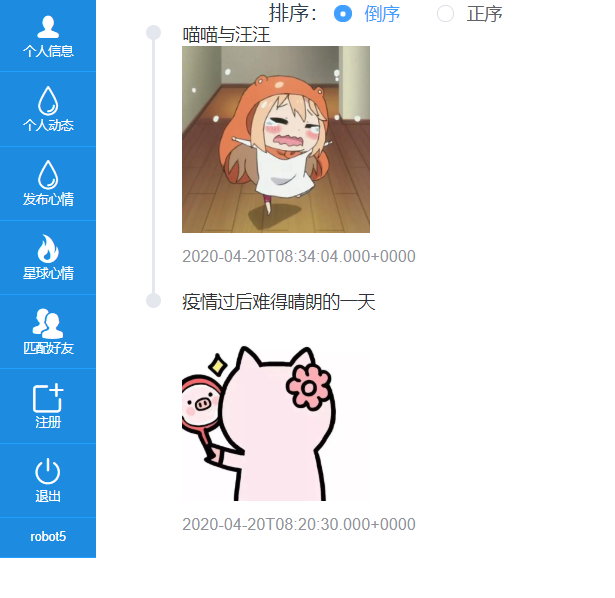 个人信息
个人动态
发布心情
星球心情
匹配好友
注册
退出
robot5
排序： 倒序 正序
喵喵与汪汪
2020-04-20T08:34:04.000+0000
疫情过后难得晴朗的一天
2020-04-20T08:20:30.000+0000